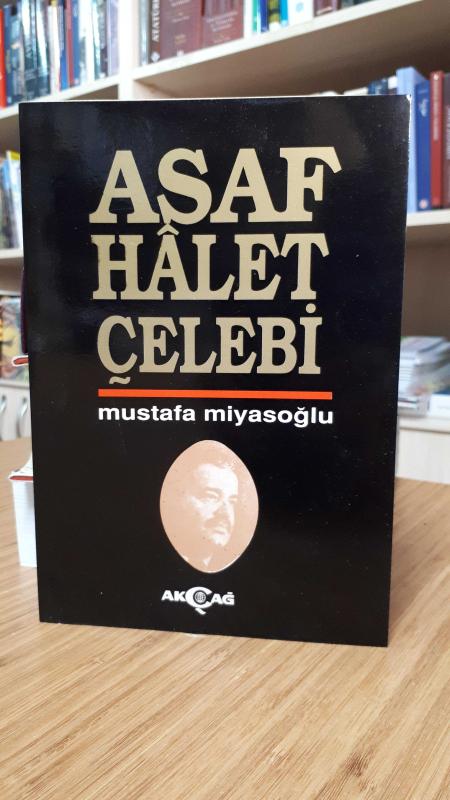 ASAF
HÂLET
ÇELEBİ
mustafa miyasoğlu
AKÇAĞ